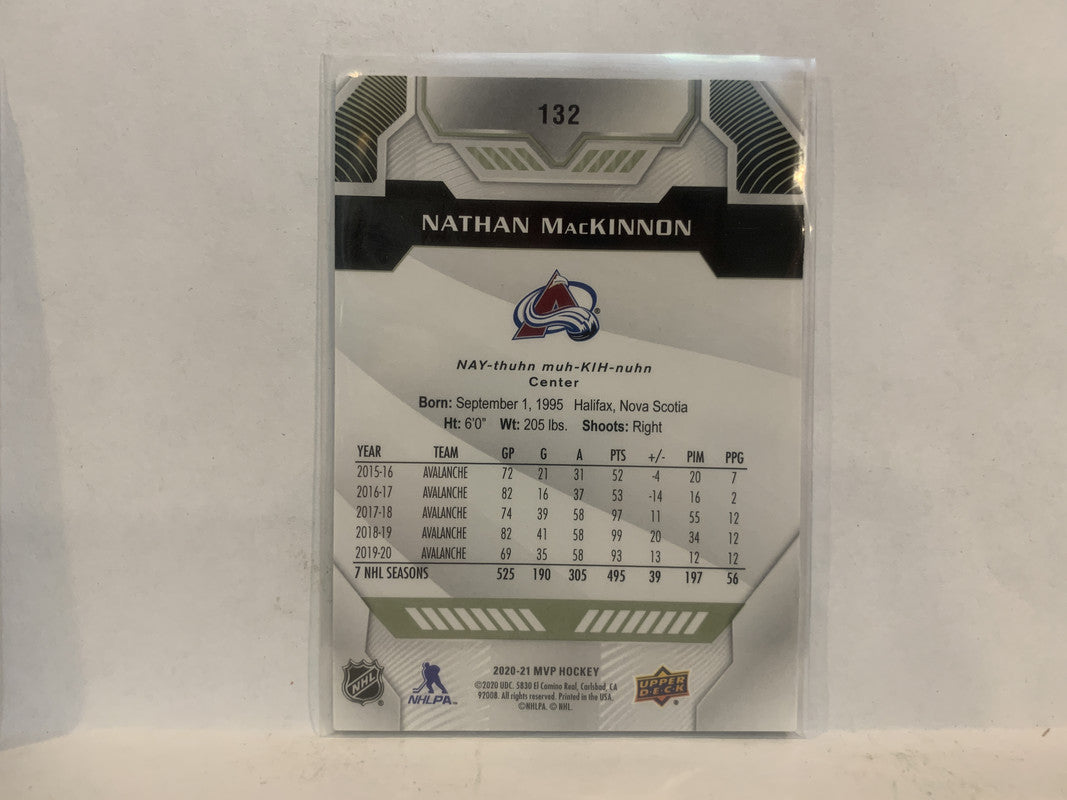 132
NATHAN MacKINNON
A
®
NAY-thuhn muh-KIH-nuhn
Center
Born: September 1, 1995 Halifax, Nova Scotia
Ht: 6'0" Wt: 205 lbs. Shoots: Right
YEAR TEAM GP G A PTS +/- PIM PPG
2015-16 AVALANCHE 72 21 31 52 -4 20 7
2016-17 AVALANCHE 82 16 37 53 -14 16 2
2017-18 AVALANCHE 74 39 58 97 11 55 12
2018-19 AVALANCHE 82 41 58 99 20 34 12
2019-20 AVALANCHE 69 35 58 93 13 12 12
7 NHL SEASONS 525 190 305 495 39 197 56
2020-21 MVP HOCKEY
©2020 UDC. 5830 El Camino Real, Carlsbad, CA
92008. All rights reserved. Printed in the USA.
©NHLPA. © NHL.
NHL ®
NHLPA™
UPPER DECK ®